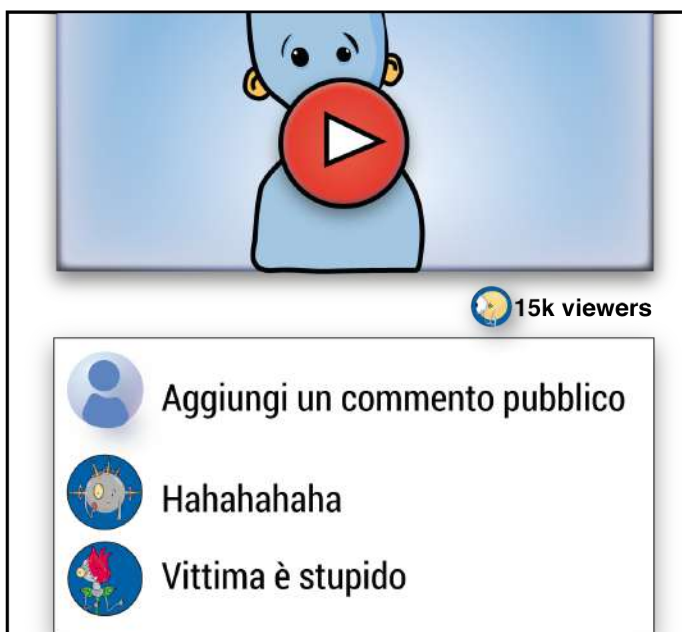 15k viewers
Aggiungi un commento pubblico
Hahahahaha
Vittima è stupido